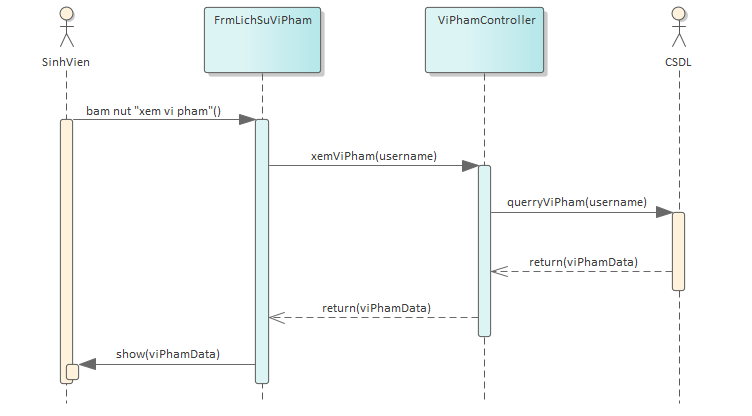 FrmLichSuViPham
ViPhamController
SinhVien
CSDL
bam nut "xem vi pham"()
xemViPham(username)
querryViPham(username)
return(viPhamData)
return(viPhamData)
show(viPhamData)